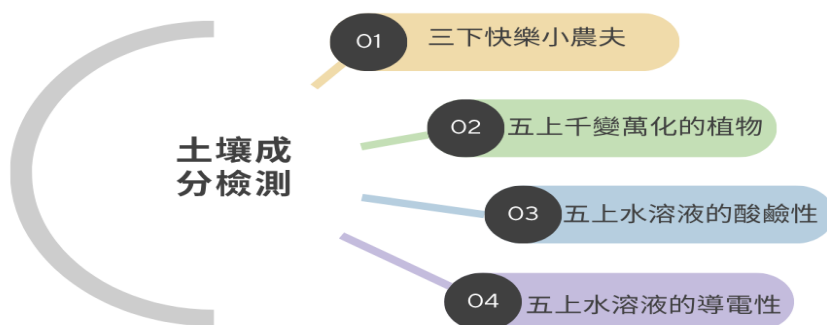 土壤成
分檢測
01 三下快樂小農夫
02 五上千變萬化的植物
03 五上水溶液的酸鹼性
04 五上水溶液的導電性